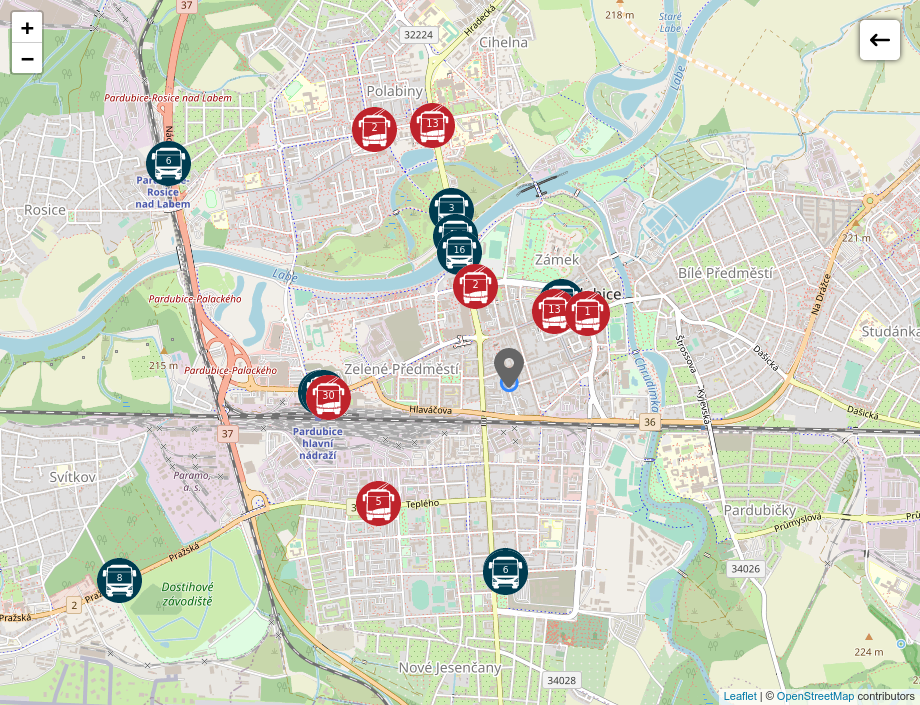 37
+
−
32224
Hradecká
Cihelna
218 m
Staré
Labe
Labe
Polabiny
Pardubice-Rosice nad Labem
2
13
6
Rosice
nad Labem
Rosice
3
16
2
Zámek
Bílé Předměstí
221 m
Na Drážce
Labe
Pardubice-Palackého
13
1
Studánka
215 m
Pardubice-Palackého
Zelené Předměstí
Štrossova
Dašická
Chrudimka
Kyjevská
30
Hlaváčova
36
Dašická
37
Pardubice
hlavní
nádraží
Svítkov
Paramo,
a. s.
5
Teplého
Pardubičky
Průmyslová
Pražská
8
6
34026
Dostihové
závodiště
2
Pražská
Nové Jesenčany
34028
224 m
Leaflet | © OpenStreetMap contributors